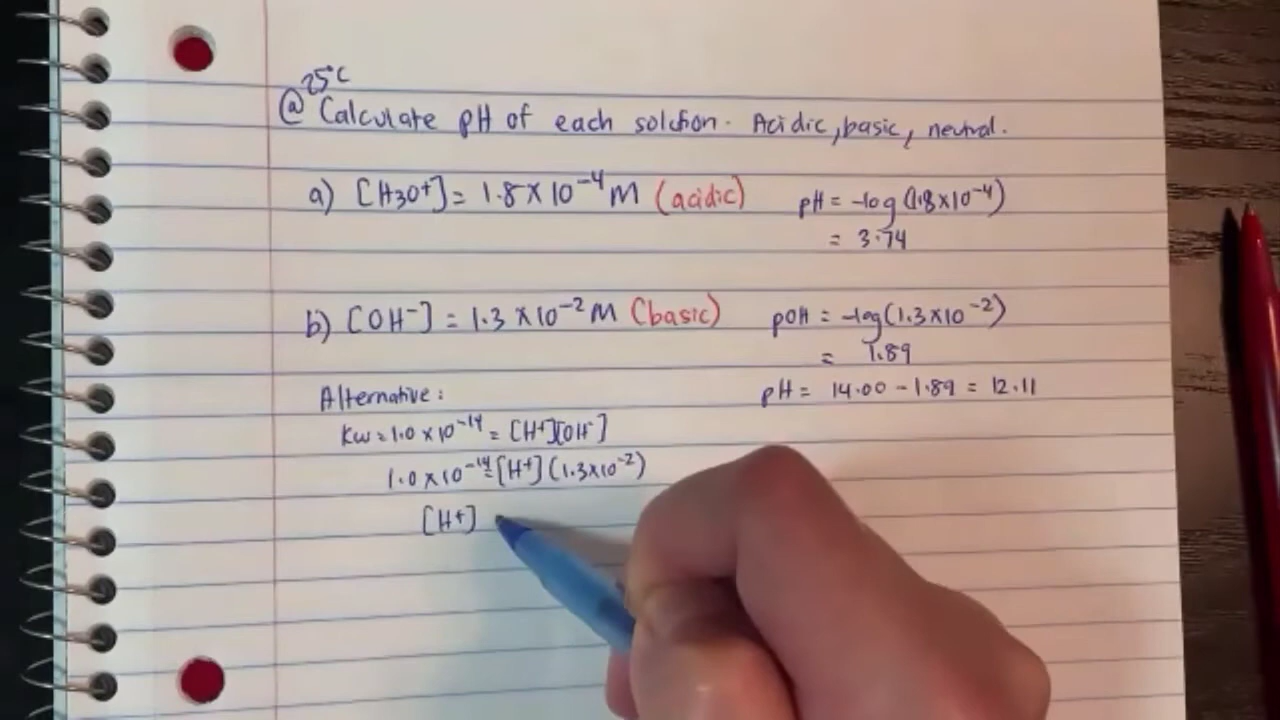 25°C
@ Calculate pH of each solution. Acidic, basic, neutral.
a) [H3O+] = 1.8 x 10⁻⁴ M (acidic) pH = -log (1.8x10⁻⁴)
= 3.74
b) [OH⁻] = 1.3 x 10⁻² M (basic) pOH = -log(1.3x10⁻²)
= 1.89
Alternative: pH = 14.00 - 1.89 = 12.11
Kw = 1.0 x 10⁻¹⁴ = [H+][OH⁻]
1.0 x 10⁻¹⁴ = [H+] (1.3x10⁻²)
[H+]